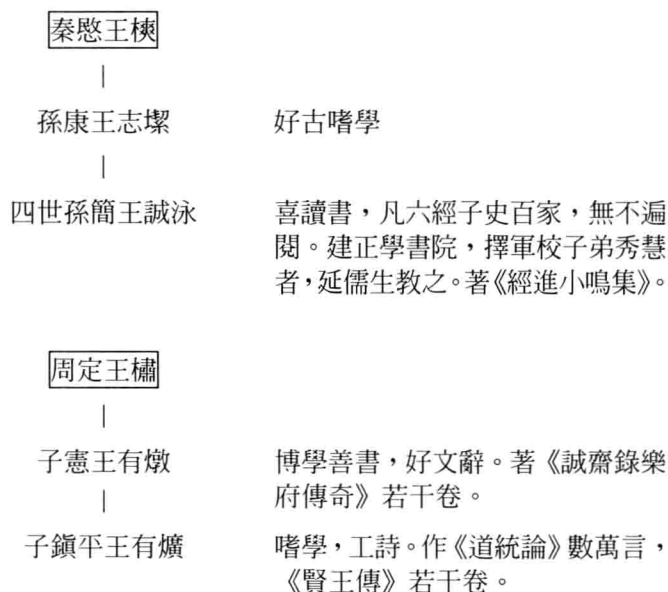 秦愍王樉
孫康王志𡐤 好古嗜學
四世孫簡王誠泳 喜讀書，凡六經子史百家，無不遍
閱。建正學書院，擇軍校子弟秀慧
者，延儒生教之。著《經進小鳴集》。
周定王橚
子憲王有燉 博學善書，好文辭。著《誠齋錄樂
府傳奇》若干卷。
子鎮平王有爌 嗜學，工詩。作《道統論》數萬言，
《賢王傳》若干卷。